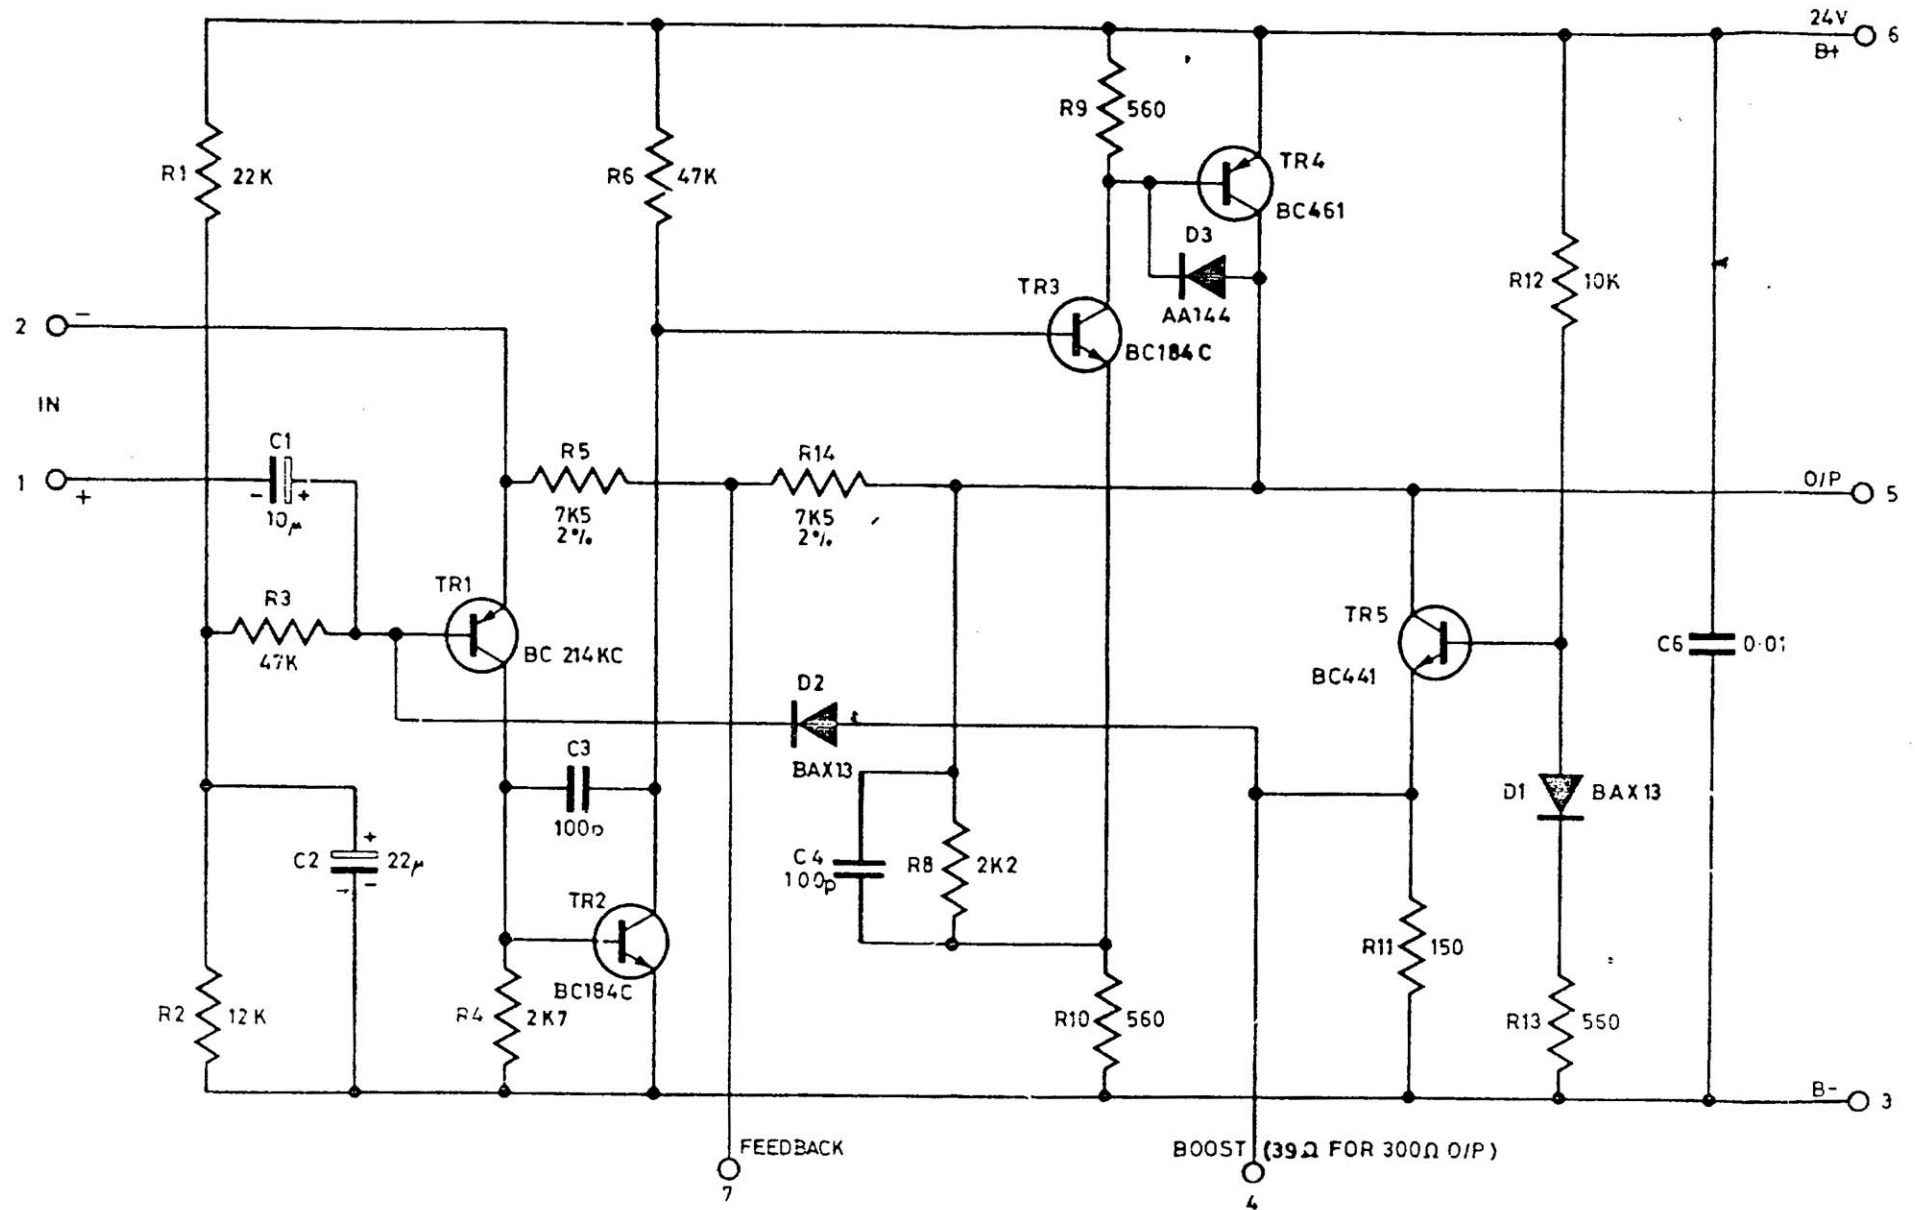 24V
6
B+
R9 560
TR4
R1 22K
R6 47K
BC461
D3
R12 10K
TR3
AA144
2 -
BC184C
IN
C1
R5
R14
O/P
5
1
+
- +
10μ
7K5
2%
7K5
2%
TR1
R3
47K
TR5
C6 0·01
BC 214KC
BC441
D2
BAX13
C3
100p
D1 BAX13
+
C2 22μ
-
C4
100p
R8 2K2
TR2
R11 150
BC184C
R2 12K
R4 2K7
R10 560
R13 560
B-
3
FEEDBACK
7
BOOST (39Ω FOR 300Ω O/P)
4